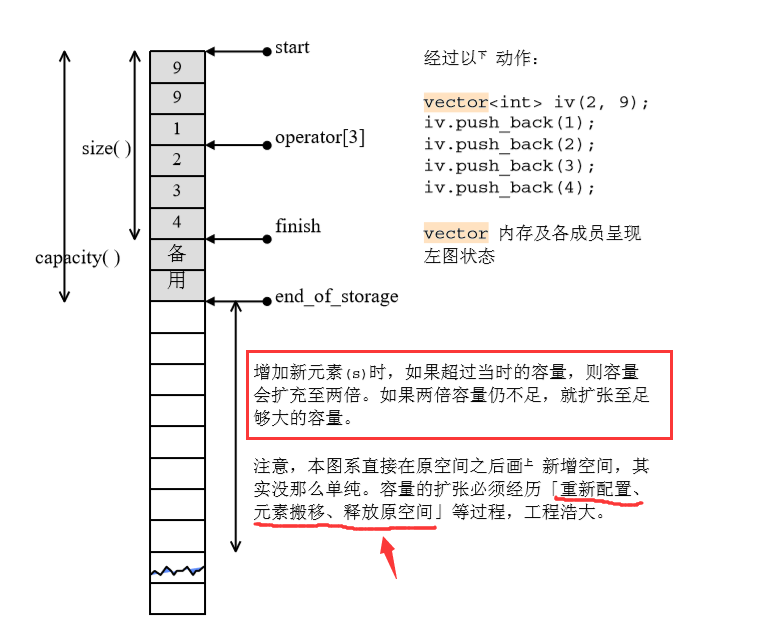 start
9
9
1
operator[3]
2
size( )
3
4
finish
备
capacity( )
用
end_of_storage
经过以下 动作：
vector<int> iv(2, 9);
iv.push_back(1);
iv.push_back(2);
iv.push_back(3);
iv.push_back(4);
vector 内存及各成员呈现
左图状态
增加新元素(s)时，如果超过当时的容量，则容量
会扩充至两倍。如果两倍容量仍不足，就扩张至足
够大的容量。
注意，本图系直接在原空间之后画上 新增空间，其
实没那么单纯。容量的扩张必须经历「重新配置、
元素搬移、释放原空间」等过程，工程浩大。